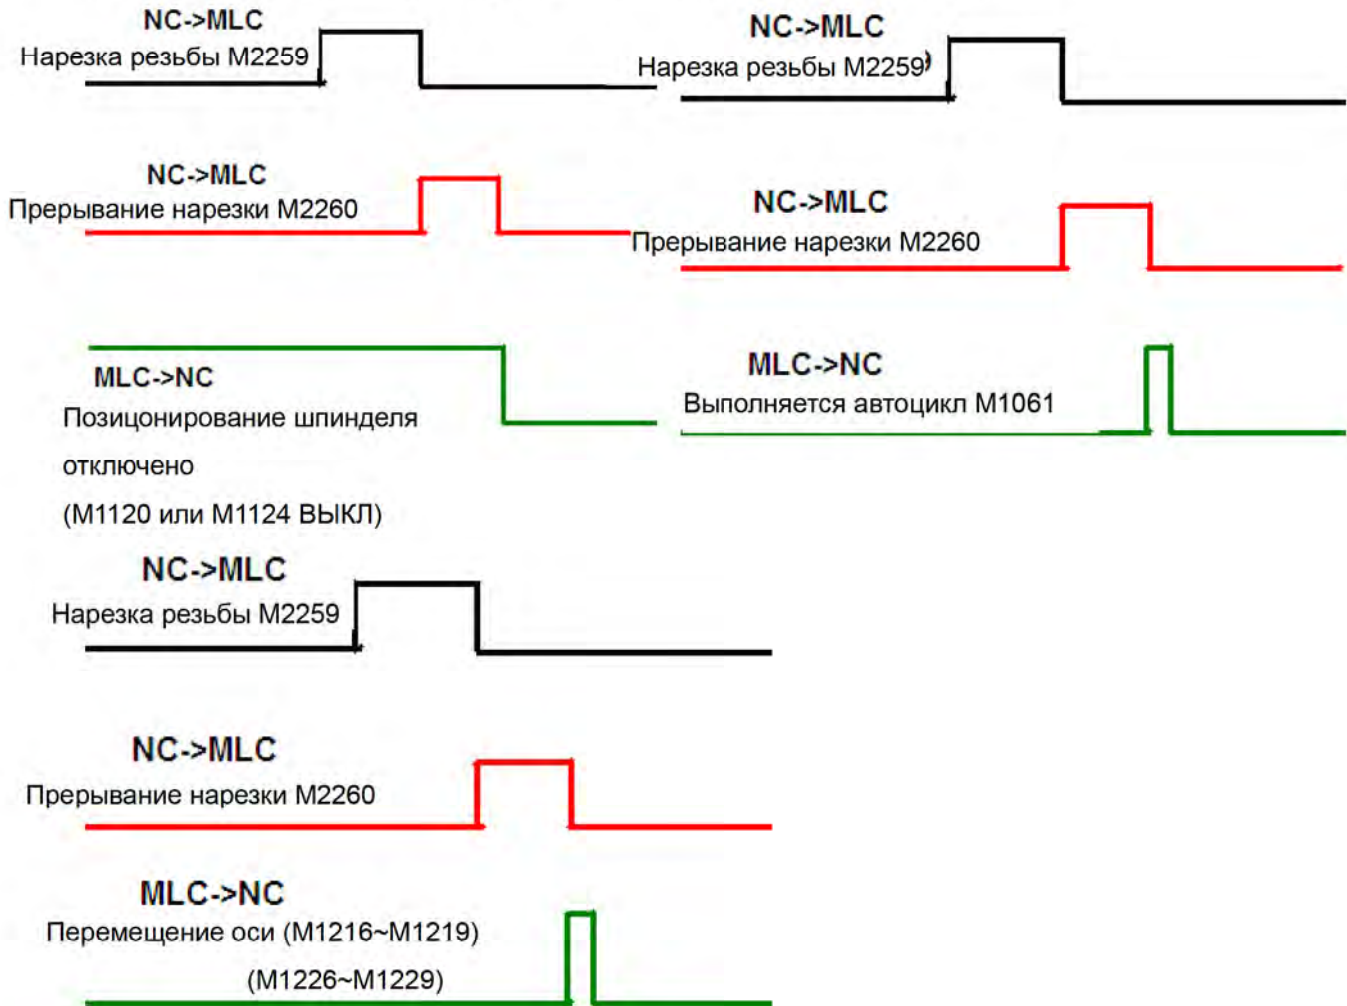 NC->MLC
Нарезка резьбы M2259
NC->MLC
Прерывание нарезки M2260
MLC->NC
Позицонирование шпинделя
отключено
(M1120 или M1124 ВЫКЛ)
NC->MLC
Нарезка резьбы M2259)
NC->MLC
Прерывание нарезки M2260
MLC->NC
Выполняется автоцикл M1061
NC->MLC
Нарезка резьбы M2259
NC->MLC
Прерывание нарезки M2260
MLC->NC
Перемещение оси (M1216~M1219)
(M1226~M1229)